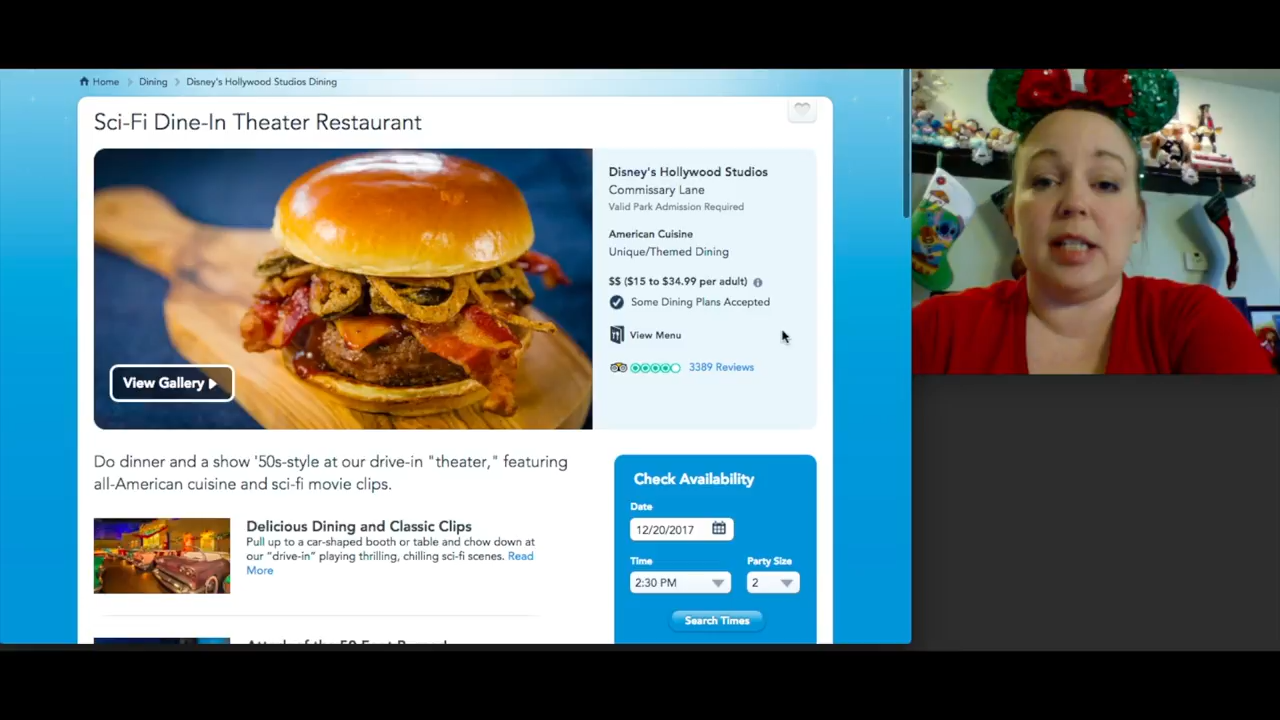 Home > Dining > Disney's Hollywood Studios Dining
Sci-Fi Dine-In Theater Restaurant
View Gallery
Disney's Hollywood Studios
Commissary Lane
Valid Park Admission Required
American Cuisine
Unique/Themed Dining
$$ ($15 to $34.99 per adult)
Some Dining Plans Accepted
View Menu
3389 Reviews
Do dinner and a show '50s-style at our drive-in "theater," featuring
all-American cuisine and sci-fi movie clips.
Delicious Dining and Classic Clips
Pull up to a car-shaped booth or table and chow down at
our "drive-in" playing thrilling, chilling sci-fi scenes. Read
More
Check Availability
Date
12/20/2017
Time
Party Size
2:30 PM
2
Search Times